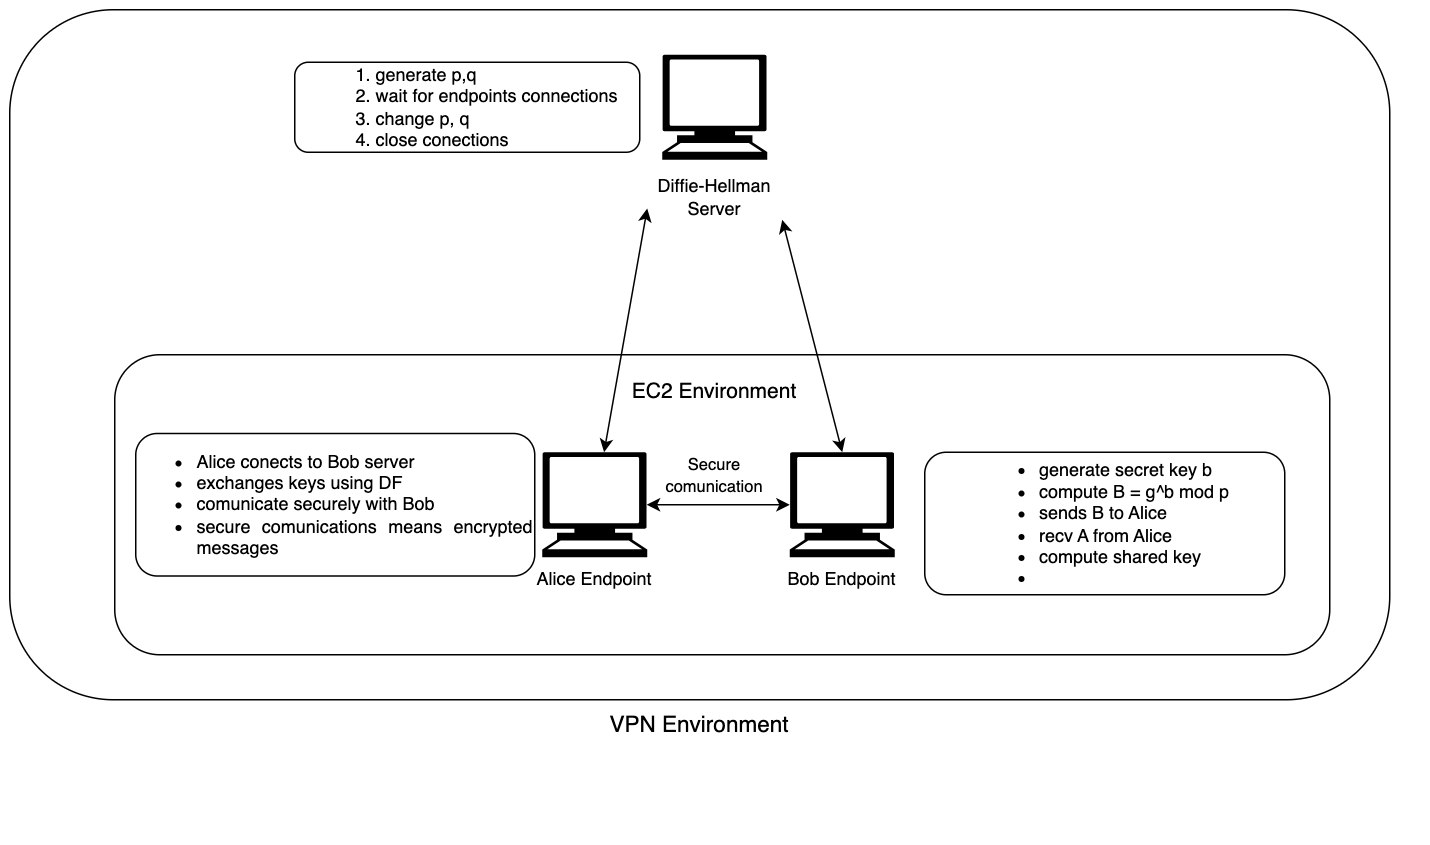 1. generate p,q
2. wait for endpoints connections
3. change p, q
4. close conections
Diffie-Hellman
Server
EC2 Environment
• Alice conects to Bob server
• exchanges keys using DF
• comunicate securely with Bob
• secure comunications means encrypted
messages
Secure
comunication
Alice Endpoint
Bob Endpoint
• generate secret key b
• compute B = g^b mod p
• sends B to Alice
• recv A from Alice
• compute shared key
•
VPN Environment